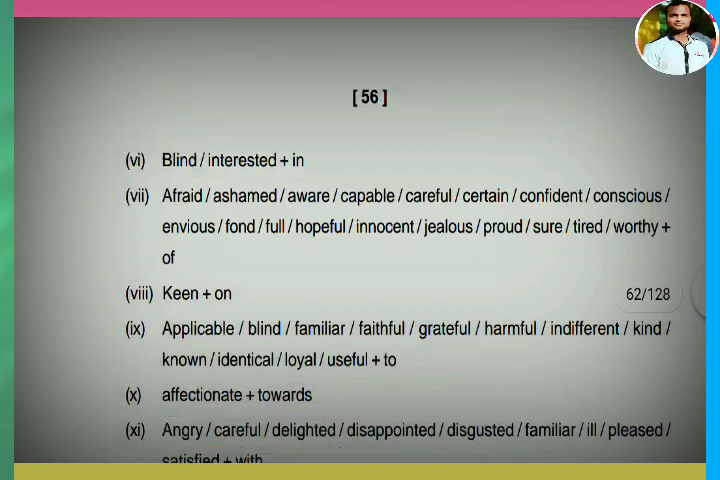 [ 56 ]
(vi) Blind / interested + in
(vii) Afraid / ashamed / aware / capable / careful / certain / confident / conscious /
envious / fond / full / hopeful / innocent / jealous / proud / sure / tired / worthy +
of
(viii) Keen + on
62/128
(ix) Applicable / blind / familiar / faithful / grateful / harmful / indifferent / kind /
known / identical / loyal / useful + to
(x) affectionate + towards
(xi) Angry / careful / delighted / disappointed / disgusted / familiar / ill / pleased /
satisfied + with